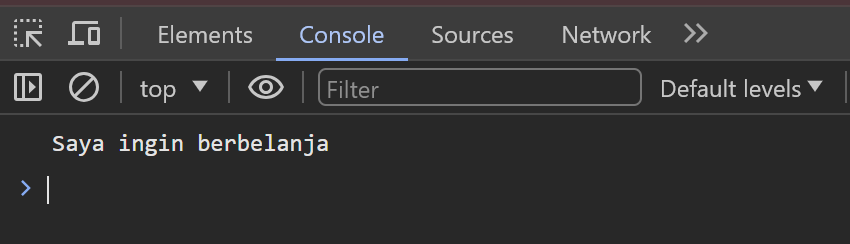 Elements Console Sources Network
top Filter Default levels
Saya ingin berbelanja